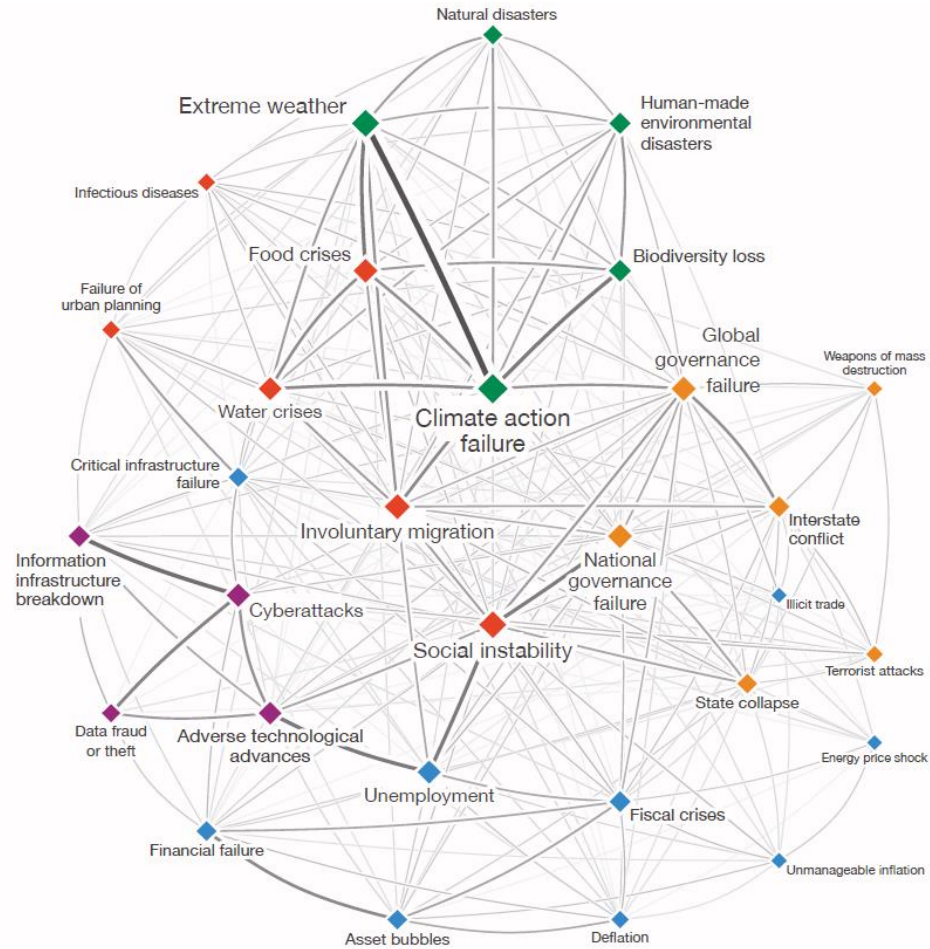 Natural disasters
Extreme weather
Human-made
environmental
disasters
Infectious diseases
Food crises
Biodiversity loss
Failure of
urban planning
Global
governance
failure
Weapons of mass
destruction
Water crises
Climate action
failure
Critical infrastructure
failure
Involuntary migration
Interstate
conflict
Information
infrastructure
breakdown
National
governance
failure
Cyberattacks
Illicit trade
Social instability
Terrorist attacks
State collapse
Data fraud
or theft
Adverse technological
advances
Energy price shock
Unemployment
Fiscal crises
Financial failure
Unmanageable inflation
Asset bubbles
Deflation